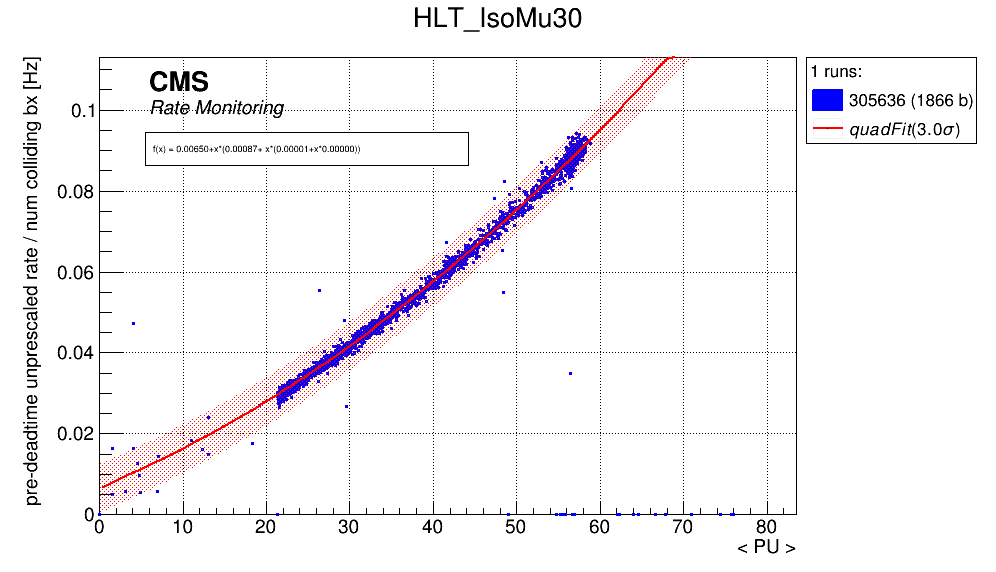 HLT_IsoMu30
pre-deadtime unprescaled rate / num colliding bx [Hz]
CMS
Rate Monitoring
f(x) = 0.00650+x*(0.00087+ x*(0.00001+x*0.00000))
1 runs:
305636 (1866 b)
quadFit(3.0σ)
0.1
0.08
0.06
0.04
0.02
0
0 10 20 30 40 50 60 70 80
< PU >